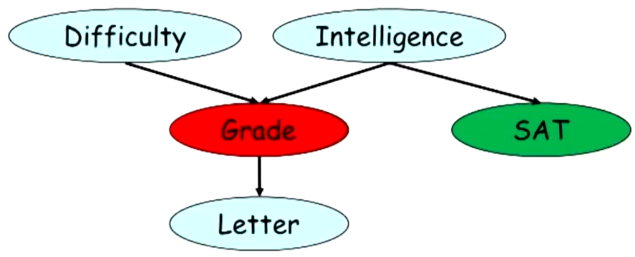 Difficulty
Intelligence
Grade
SAT
Letter